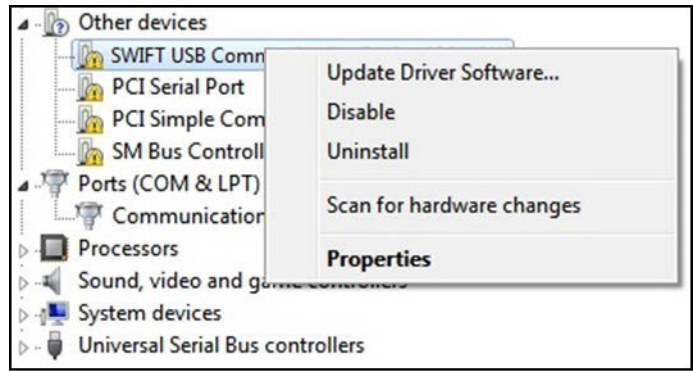 Other devices
SWIFT USB Comm
Update Driver Software...
PCI Serial Port
Disable
PCI Simple Com
Uninstall
SM Bus Controll
Ports (COM & LPT)
Scan for hardware changes
Communication
Properties
Processors
Sound, video and game controllers
System devices
Universal Serial Bus controllers